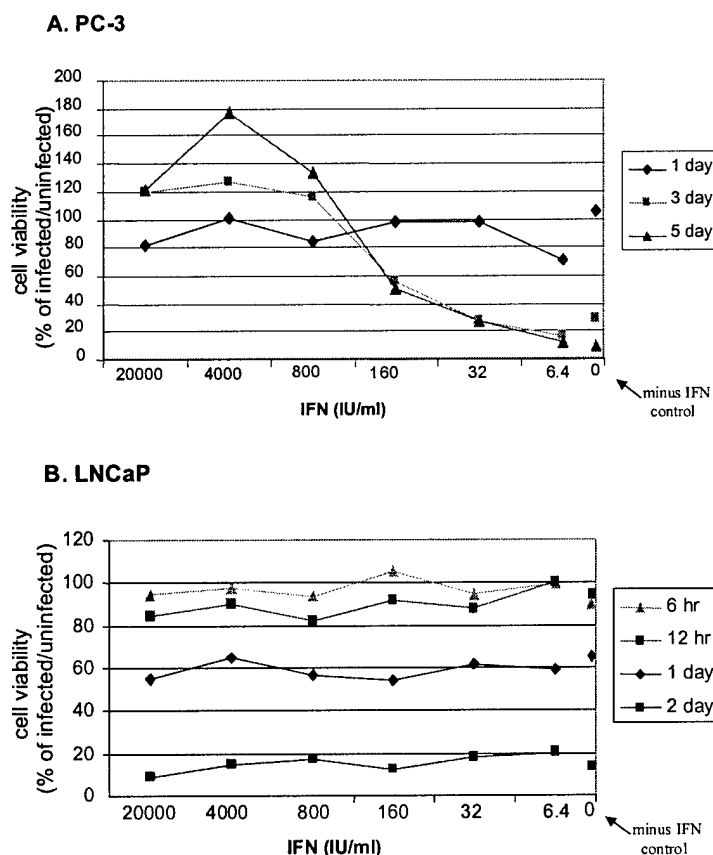 A. PC-3
cell viability
(% of infected/uninfected)
200
180
160
140
120
100
80
60
40
20
0
20000 4000 800 160 32 6.4 0
IFN (IU/ml)
minus IFN
control
1 day
3 day
5 day
B. LNCaP
cell viability
(% of infected/uninfected)
120
100
80
60
40
20
0
20000 4000 800 160 32 6.4 0
IFN (IU/ml)
minus IFN
control
6 hr
12 hr
1 day
2 day